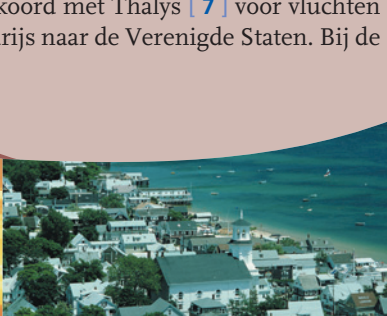 koord met Thalys [ 7 ] voor vluchten
rijs naar de Verenigde Staten. Bij de